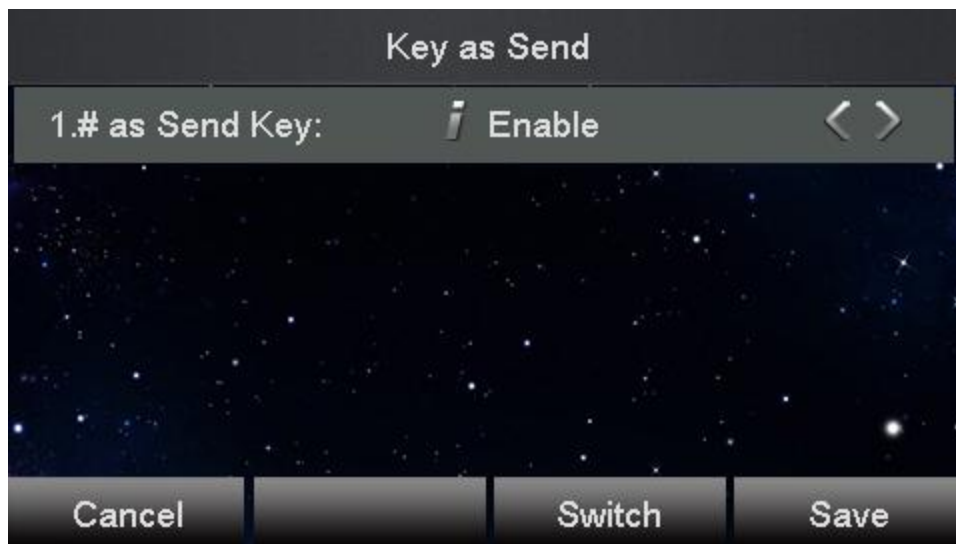 Key as Send
1.# as Send Key: i Enable < >
Cancel Switch Save